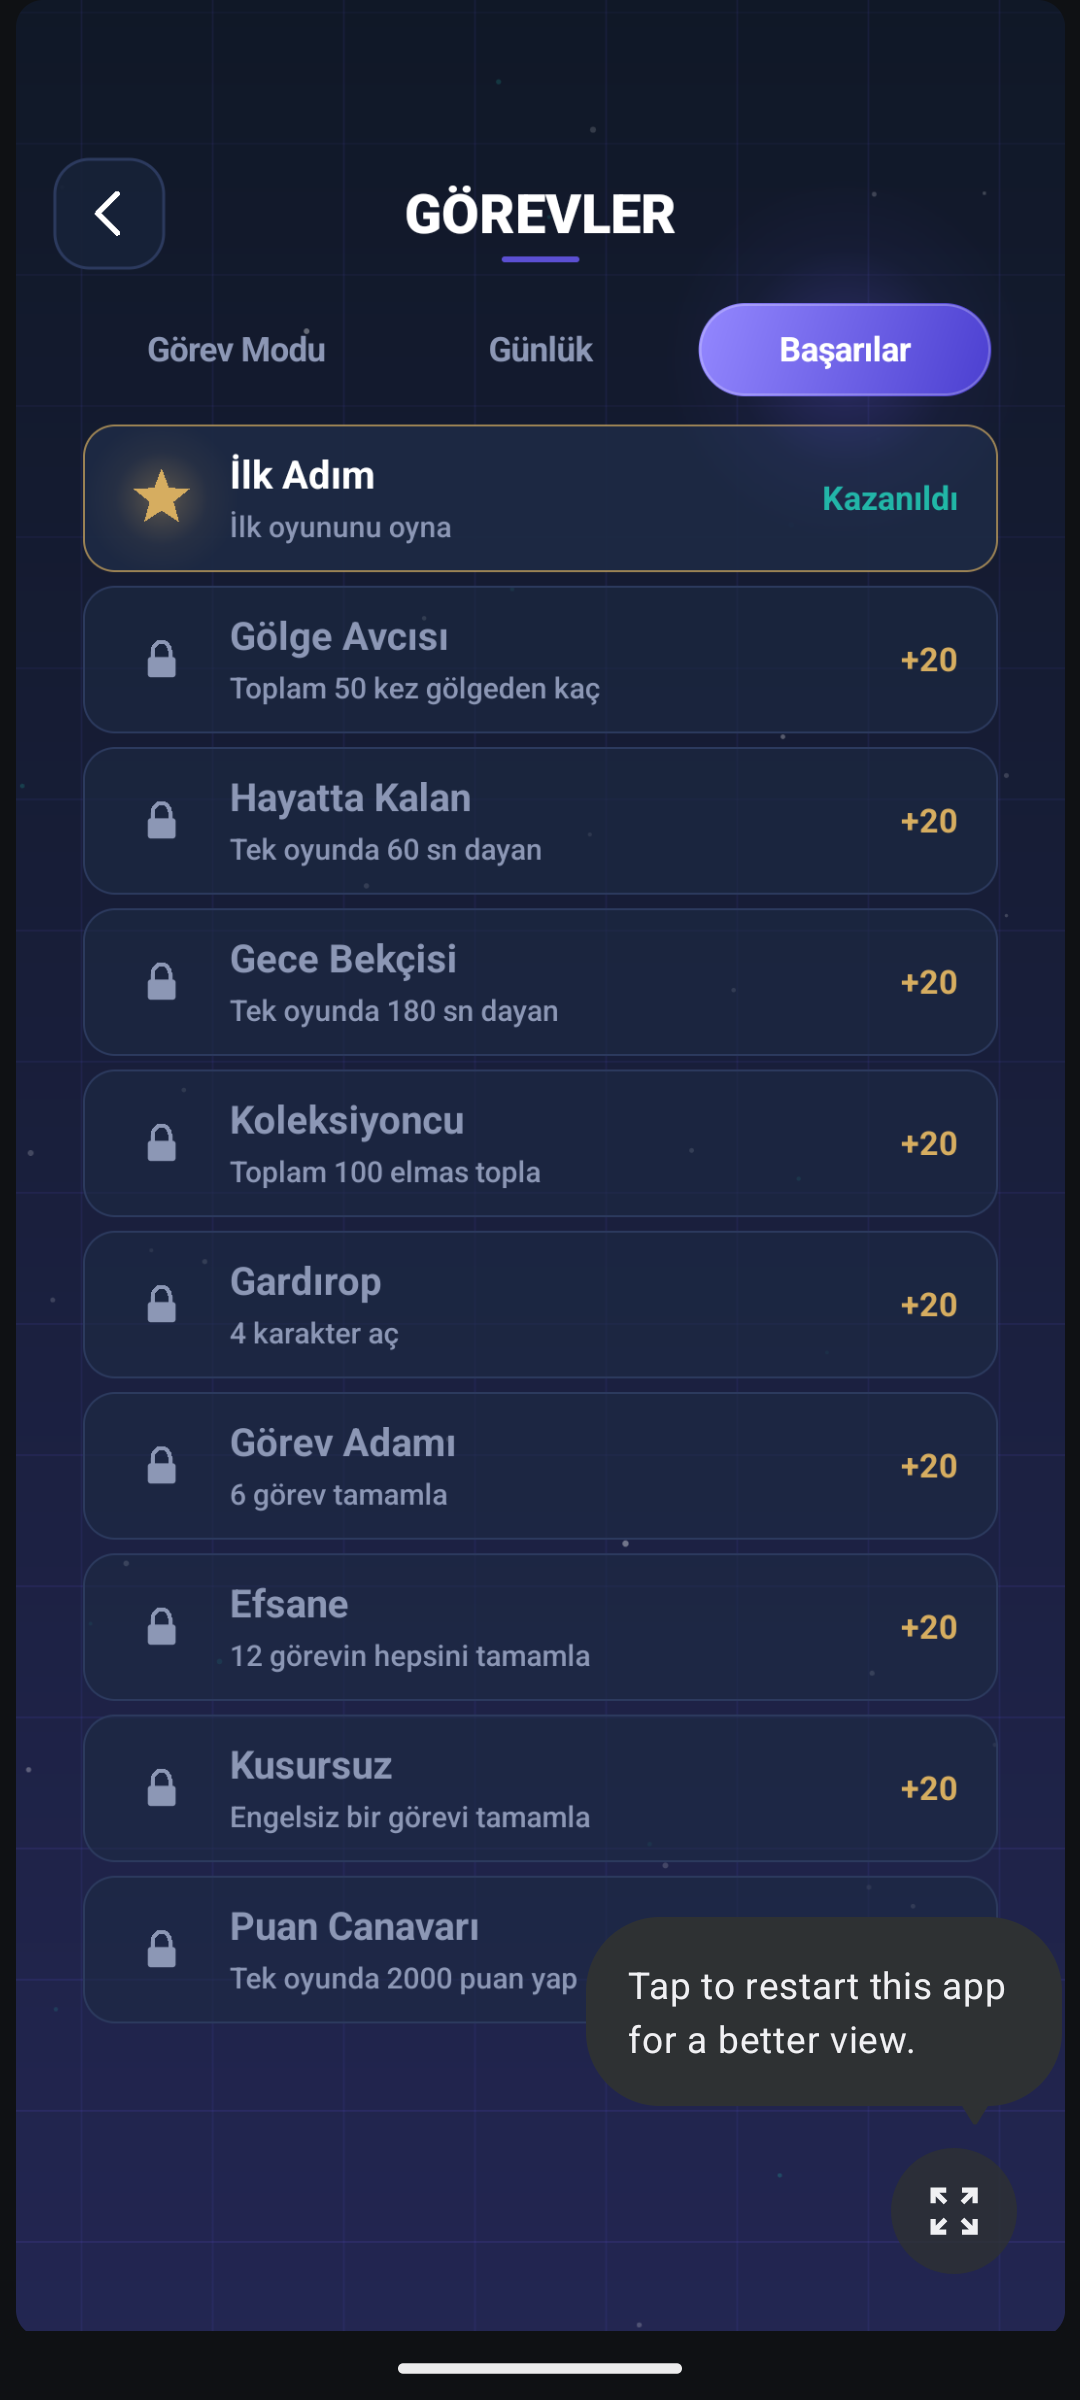 GÖREVLER
Görev Modu
Günlük
Başarılar
İlk Adım
İlk oyununu oyna
Kazanıldı
Gölge Avcısı
Toplam 50 kez gölgeden kaç
+20
Hayatta Kalan
Tek oyunda 60 sn dayan
+20
Gece Bekçisi
Tek oyunda 180 sn dayan
+20
Koleksiyoncu
Toplam 100 elmas topla
+20
Gardırop
4 karakter aç
+20
Görev Adamı
6 görev tamamla
+20
Efsane
12 görevin hepsini tamamla
+20
Kusursuz
Engelsiz bir görevi tamamla
+20
Puan Canavarı
Tek oyunda 2000 puan yap
Tap to restart this app
for a better view.